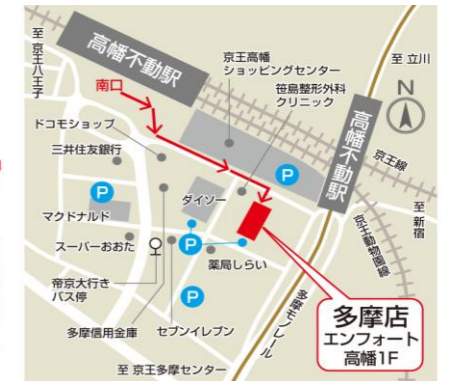 至 京王八王子
高幡不動駅
南口
京王高幡
ショッピングセンター
笹島整形外科
クリニック
至 立川
N
ドコモショップ
三井住友銀行
高幡不動駅
京王線
P
ダイソー
P
マクドナルド
至 新宿
スーパーおおた
P
京王動物園線
薬局しらい
帝京大行き
バス停
P
多摩モノレール
多摩信用金庫
セブンイレブン
至 京王多摩センター
多摩店
エンフォート
高幡1F